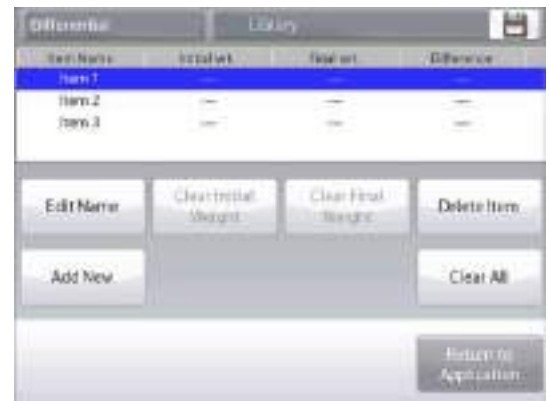 Differential Library
Item Name Initial wt. Final wt. Difference
Item 1 --- --- ---
Item 2 --- --- ---
Item 3 --- --- ---
Edit Name Clear Initial Weight Clear Final Weight Delete Item
Add New Clear All
Return to Application